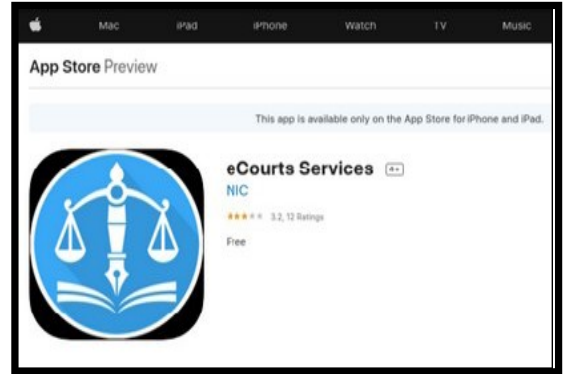 Mac iPad iPhone Watch TV Music
App Store Preview
This app is available only on the App Store for iPhone and iPad.
eCourts Services 4+
NIC
3.2, 12 Ratings
Free